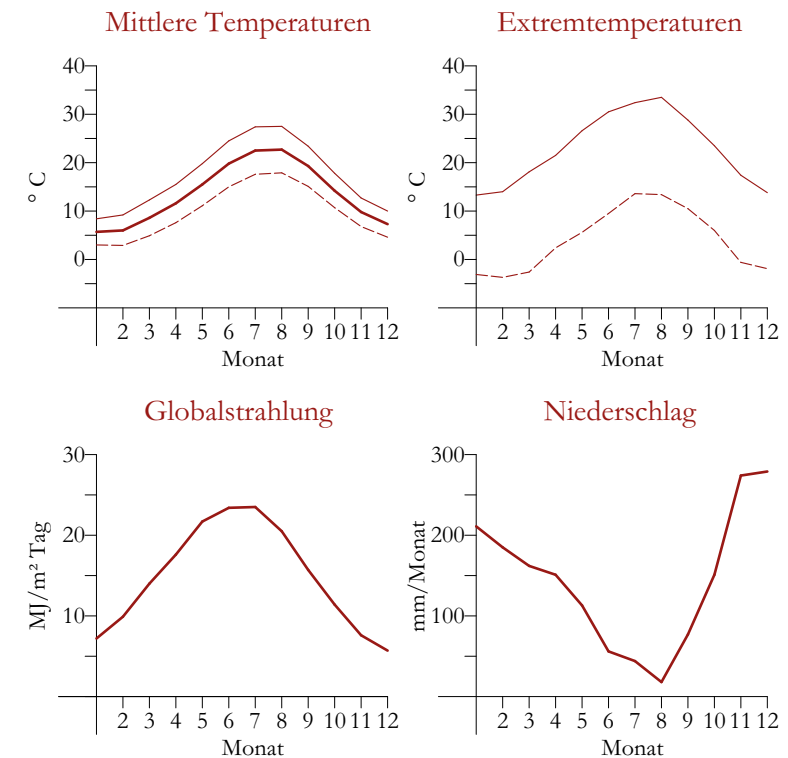 Mittlere Temperaturen
40
30
20
10
0
° C
2 3 4 5 6 7 8 9 10 11 12
Monat
Extremtemperaturen
40
30
20
10
0
° C
2 3 4 5 6 7 8 9 10 11 12
Monat
Globalstrahlung
30
20
10
MJ/m² Tag
2 3 4 5 6 7 8 9 10 11 12
Monat
Niederschlag
300
200
100
mm/Monat
2 3 4 5 6 7 8 9 10 11 12
Monat